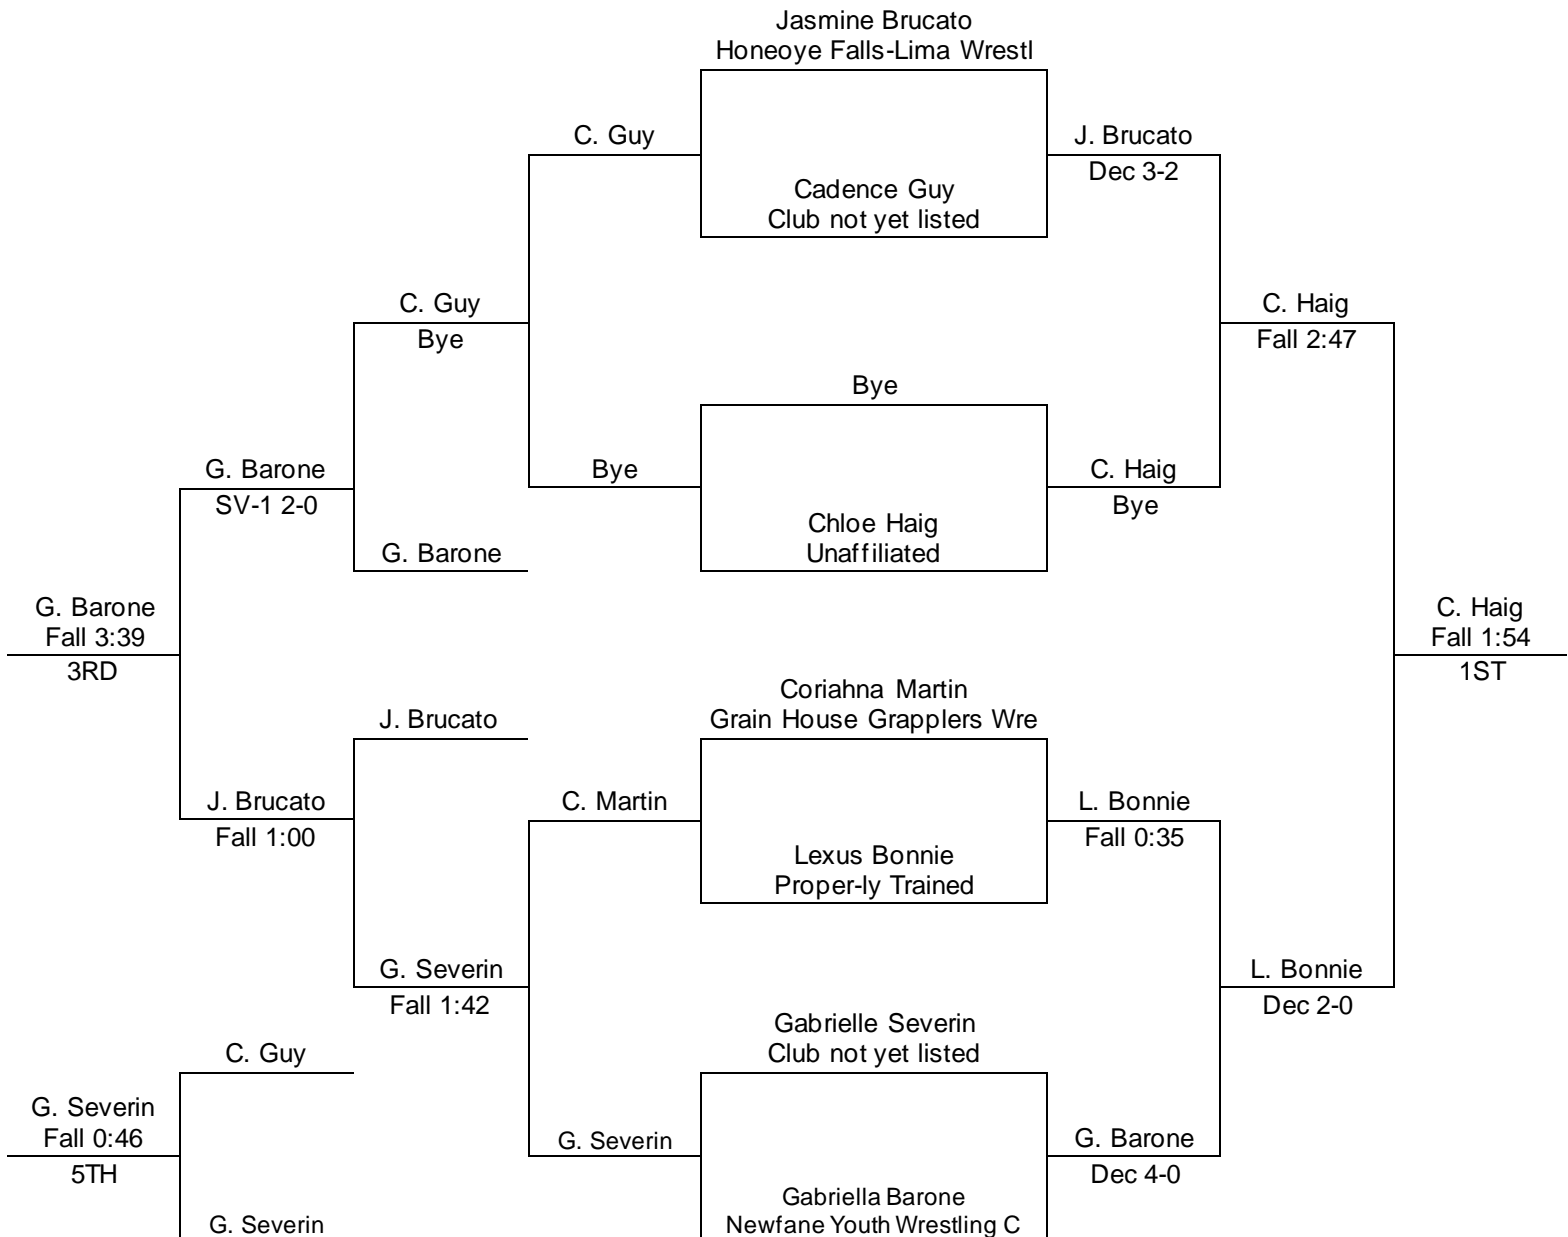 Jasmine Brucato
Honeoye Falls-Lima Wrestl
C. Guy
J. Brucato
Dec 3-2
Cadence Guy
Club not yet listed
C. Guy
Bye
C. Haig
Fall 2:47
Bye
G. Barone
SV-1 2-0
Bye
C. Haig
Bye
Chloe Haig
Unaffiliated
G. Barone
G. Barone
Fall 3:39
3RD
C. Haig
Fall 1:54
1ST
Coriahna Martin
Grain House Grapplers Wre
J. Brucato
J. Brucato
Fall 1:00
C. Martin
L. Bonnie
Fall 0:35
Lexus Bonnie
Proper-ly Trained
G. Severin
Fall 1:42
L. Bonnie
Dec 2-0
Gabrielle Severin
Club not yet listed
C. Guy
G. Severin
Fall 0:46
5TH
G. Severin
G. Barone
Dec 4-0
Gabriella Barone
Newfane Youth Wrestling C
G. Severin